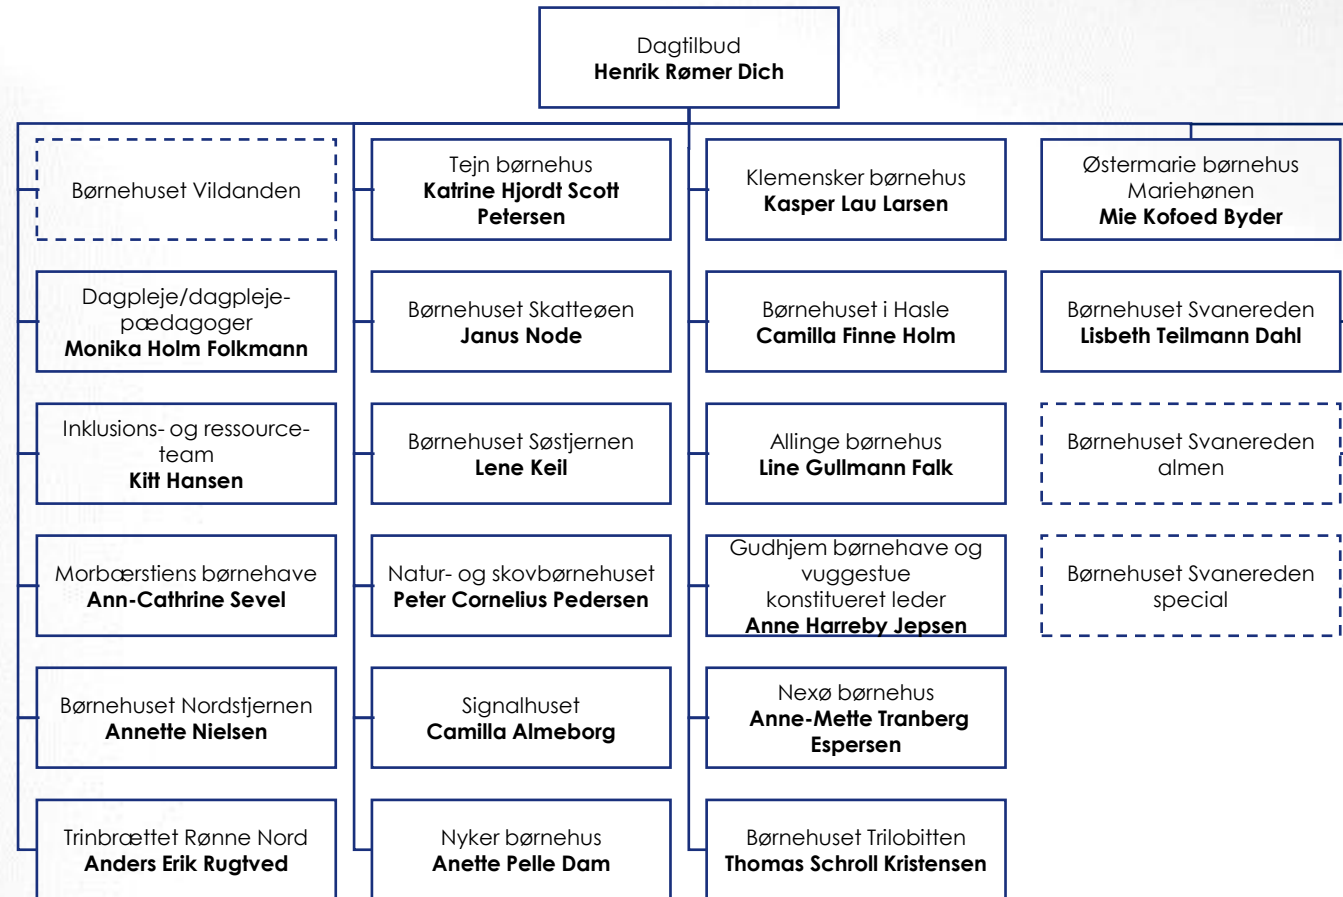 Dagtilbud
Henrik Rømer Dich
Børnehuset Vildanden
Tejn børnehus
Katrine Hjordt Scott
Petersen
Klemensker børnehus
Kasper Lau Larsen
Østermarie børnehus
Mariehønen
Mie Kofoed Byder
Dagpleje/dagpleje-
pædagoger
Monika Holm Folkmann
Børnehuset Skatteøen
Janus Node
Børnehuset i Hasle
Camilla Finne Holm
Børnehuset Svanereden
Lisbeth Teilmann Dahl
Inklusions- og ressource-
team
Kitt Hansen
Børnehuset Søstjernen
Lene Keil
Allinge børnehus
Line Gullmann Falk
Børnehuset Svanereden
almen
Morbærstiens børnehave
Ann-Cathrine Sevel
Natur- og skovbørnehuset
Peter Cornelius Pedersen
Gudhjem børnehave og
vuggestue
konstitueret leder
Anne Harreby Jepsen
Børnehuset Svanereden
special
Børnehuset Nordstjernen
Annette Nielsen
Signalhuset
Camilla Almeborg
Nexø børnehus
Anne-Mette Tranberg
Espersen
Trinbrættet Rønne Nord
Anders Erik Rugtved
Nyker børnehus
Anette Pelle Dam
Børnehuset Trilobitten
Thomas Schroll Kristensen